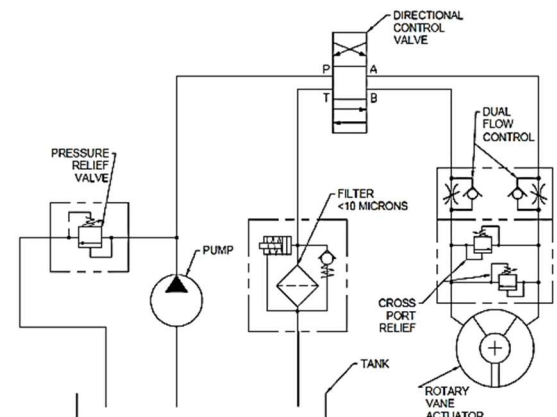 DIRECTIONAL
CONTROL
VALVE
P
A
T
B
DUAL
FLOW
CONTROL
PRESSURE
RELIEF
VALVE
FILTER
<10 MICRONS
PUMP
CROSS
PORT
RELIEF
TANK
ROTARY
VANE
ACTUATOR